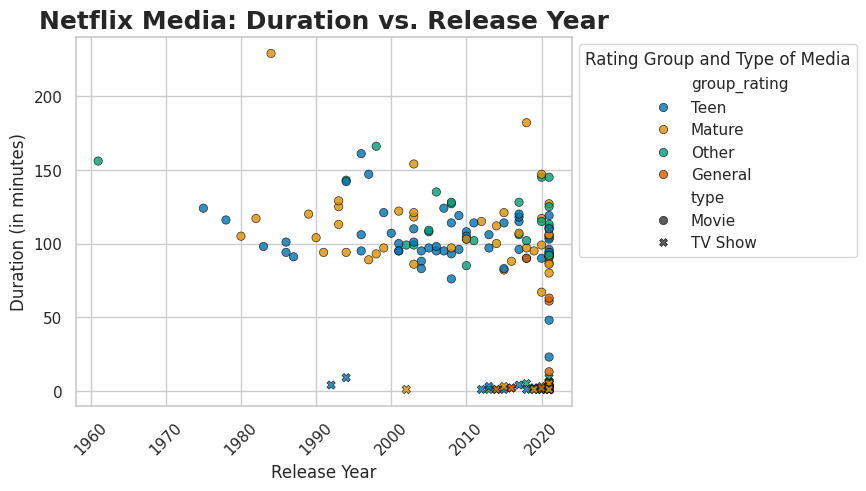 Netflix Media: Duration vs. Release Year
Rating Group and Type of Media
group_rating
Teen
Mature
Other
General
type
Movie
TV Show
Duration (in minutes)
200
150
100
50
0
1960
1970
1980
1990
2000
2010
2020
Release Year